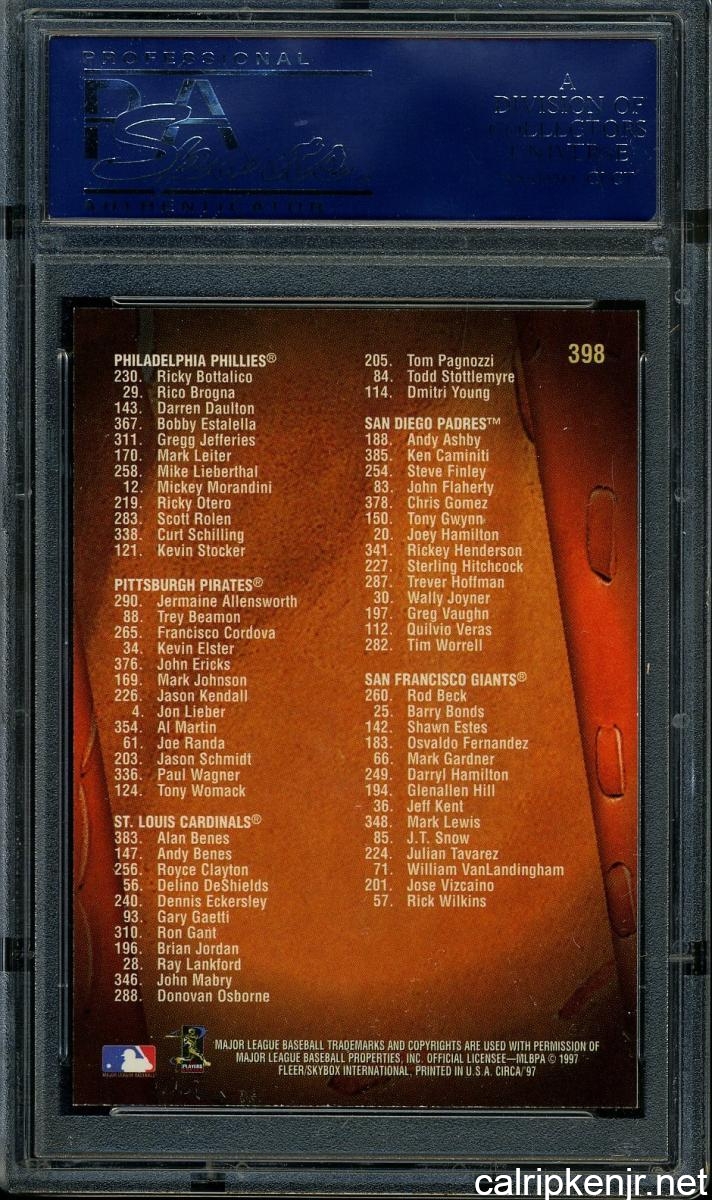 PROFESSIONAL
PSA
Sports
AUTHENTICATOR
A
DIVISION OF
COLLECTORS
UNIVERSE
398
PHILADELPHIA PHILLIES®
230. Ricky Bottalico
29. Rico Brogna
143. Darren Daulton
367. Bobby Estalella
311. Gregg Jefferies
170. Mark Leiter
258. Mike Lieberthal
12. Mickey Morandini
219. Ricky Otero
283. Scott Rolen
338. Curt Schilling
121. Kevin Stocker
PITTSBURGH PIRATES®
290. Jermaine Allensworth
88. Trey Beamon
265. Francisco Cordova
34. Kevin Elster
376. John Ericks
169. Mark Johnson
226. Jason Kendall
4. Jon Lieber
354. Al Martin
61. Joe Randa
203. Jason Schmidt
336. Paul Wagner
124. Tony Womack
ST. LOUIS CARDINALS®
383. Alan Benes
147. Andy Benes
256. Royce Clayton
56. Delino DeShields
240. Dennis Eckersley
93. Gary Gaetti
310. Ron Gant
196. Brian Jordan
28. Ray Lankford
346. John Mabry
288. Donovan Osborne
205. Tom Pagnozzi
84. Todd Stottlemyre
114. Dmitri Young
SAN DIEGO PADRES™
188. Andy Ashby
385. Ken Caminiti
254. Steve Finley
83. John Flaherty
378. Chris Gomez
150. Tony Gwynn
20. Joey Hamilton
341. Rickey Henderson
227. Sterling Hitchcock
287. Trever Hoffman
30. Wally Joyner
197. Greg Vaughn
112. Quilvio Veras
282. Tim Worrell
SAN FRANCISCO GIANTS®
260. Rod Beck
25. Barry Bonds
142. Shawn Estes
183. Osvaldo Fernandez
66. Mark Gardner
249. Darryl Hamilton
194. Glenallen Hill
36. Jeff Kent
348. Mark Lewis
85. J.T. Snow
224. Julian Tavarez
71. William VanLandingham
201. Jose Vizcaino
57. Rick Wilkins
MAJOR LEAGUE BASEBALL
PLAYERS
MAJOR LEAGUE BASEBALL TRADEMARKS AND COPYRIGHTS ARE USED WITH PERMISSION OF
MAJOR LEAGUE BASEBALL PROPERTIES, INC. OFFICIAL LICENSEE—MLBPA © 1997
FLEER/SKYBOX INTERNATIONAL, PRINTED IN U.S.A. CIRCA '97
calripkenjr.net